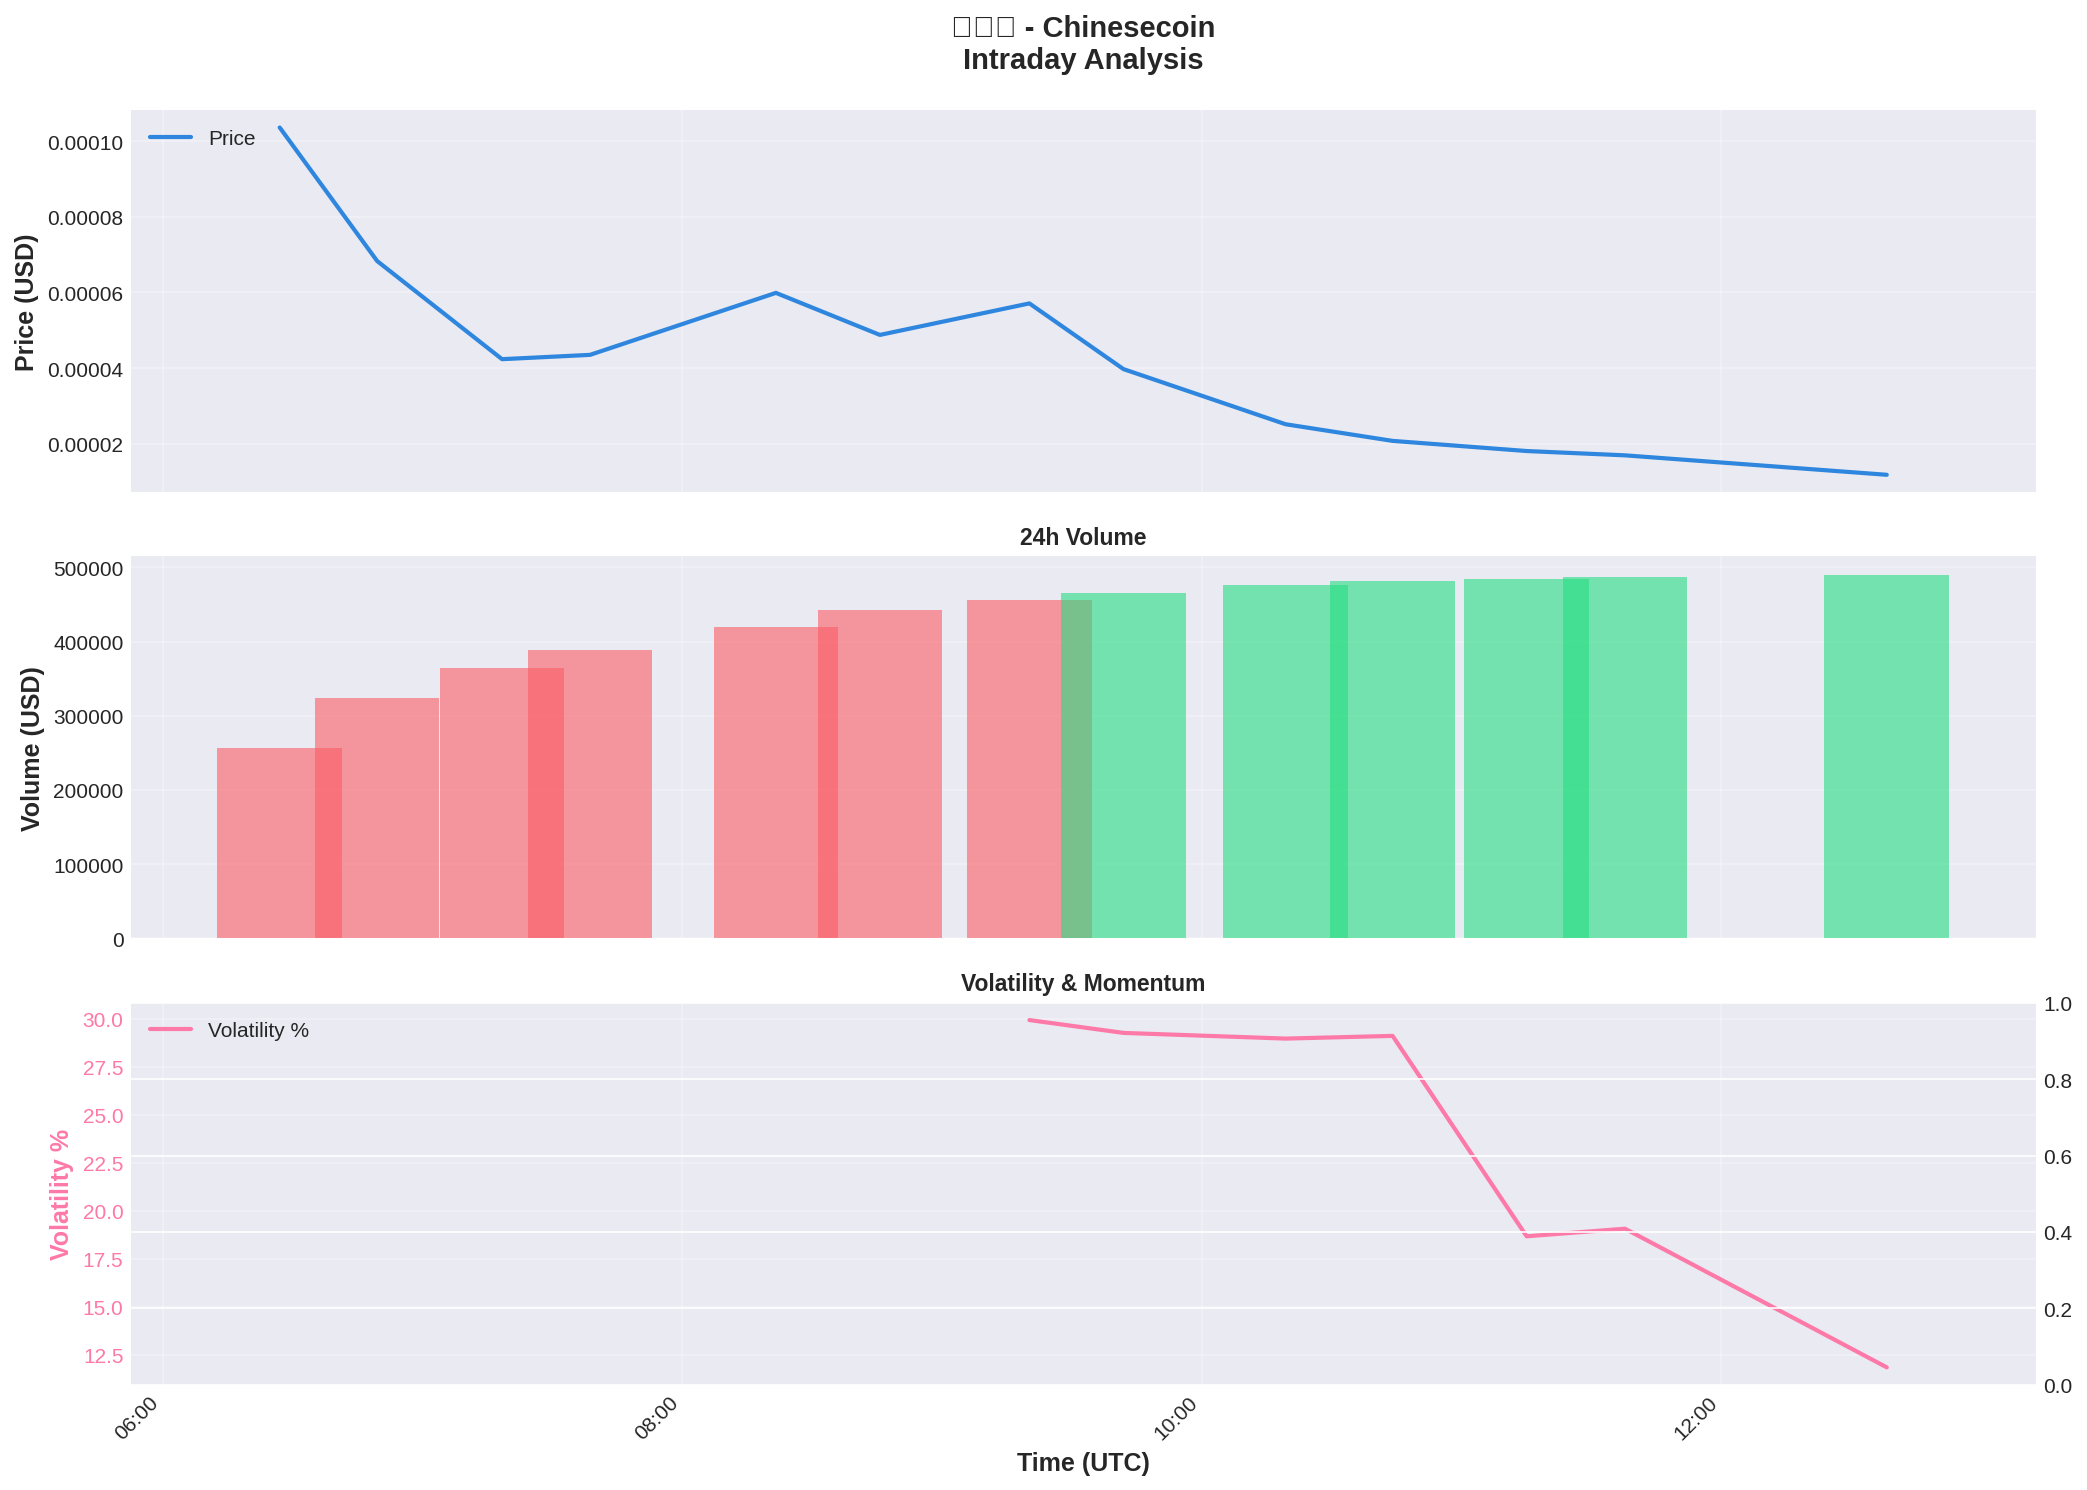 - Chinesecoin
Intraday Analysis
Price
Price (USD)
0.00010
0.00008
0.00006
0.00004
0.00002
24h Volume
Volume (USD)
500000
400000
300000
200000
100000
0
Volatility & Momentum
Volatility %
Volatility %
30.0
27.5
25.0
22.5
20.0
17.5
15.0
12.5
1.0
0.8
0.6
0.4
0.2
0.0
06:00
08:00
10:00
12:00
Time (UTC)